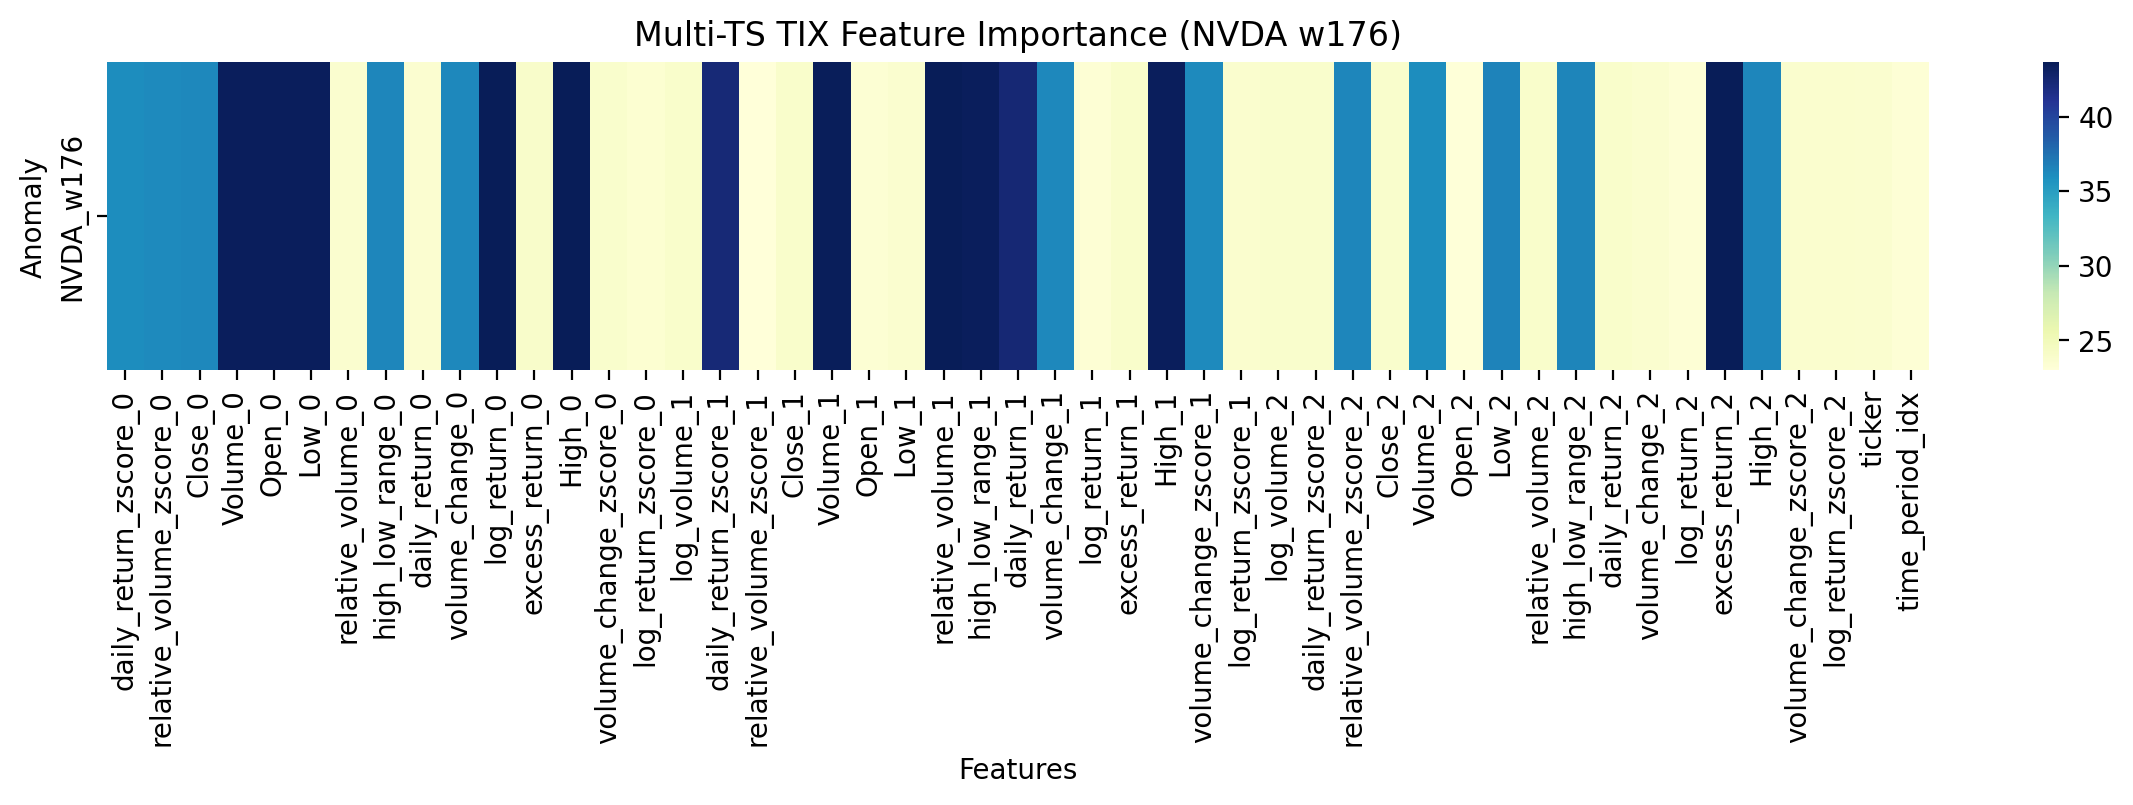 Multi-TS TIX Feature Importance (NVDA w176)
Anomaly
NVDA_w176
40
35
30
25
daily_return_zscore_0
relative_volume_zscore_0
Close_0
Volume_0
Open_0
Low_0
relative_volume_0
high_low_range_0
daily_return_0
volume_change_0
log_return_0
excess_return_0
High_0
volume_change_zscore_0
log_return_zscore_0
log_volume_1
daily_return_zscore_1
relative_volume_zscore_1
Close_1
Volume_1
Open_1
Low_1
relative_volume_1
high_low_range_1
daily_return_1
volume_change_1
log_return_1
excess_return_1
High_1
volume_change_zscore_1
log_return_zscore_1
log_volume_2
daily_return_zscore_2
relative_volume_zscore_2
Close_2
Volume_2
Open_2
Low_2
relative_volume_2
high_low_range_2
daily_return_2
volume_change_2
log_return_2
excess_return_2
High_2
volume_change_zscore_2
log_return_zscore_2
ticker
time_period_idx
Features